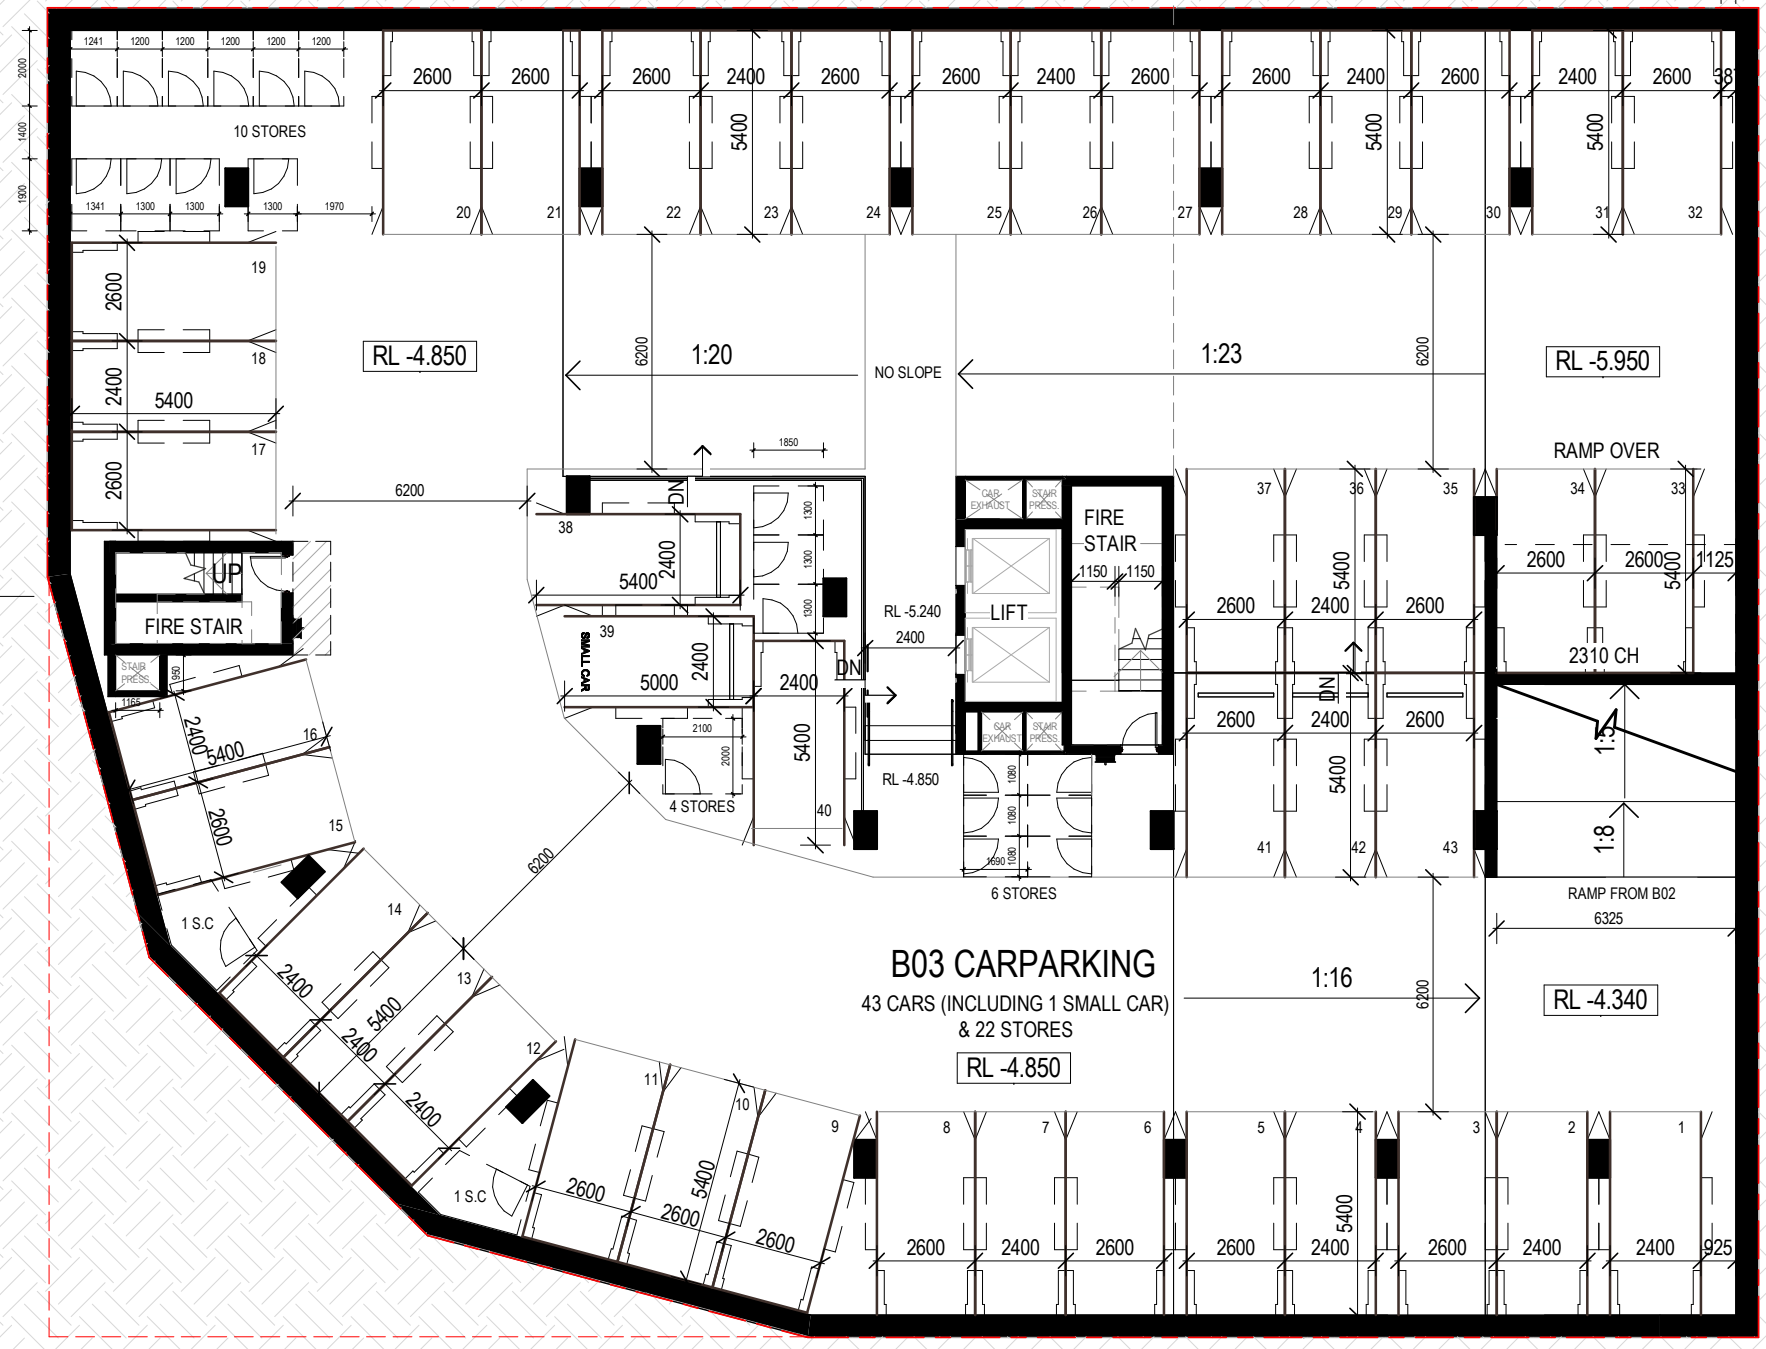 1241 1200 1200 1200 1200 1200
2000
1400
1900
10 STORES
1341 1300 1300 1300 1970
2600 2600 2600 2400 2600 2600 2400 2600 2600 2400 2600 2400 2600 387
5400 5400 5400
20 21 22 23 24 25 26 27 28 29 30 31 32
19
2600
18
2400
5400
17
2600
RL -4.850
6200
1:20
NO SLOPE
1:23
6200
RL -5.950
RAMP OVER
6200
1850
DN
38
2400
5400
1300
1300
1300
39
SMALL CAR
2400
5000
2400
5400
40
2100
2000
4 STORES
RL -5.240
2400
DN
RL -4.850
CAR
EXHAUST
STAIR
PRESS.
FIRE
STAIR
1150 1150
LIFT
CAR
EXHAUST
STAIR
PRESS.
1080
1080
1080
1690
6 STORES
37 36 35 34 33
5400
2600 2400 2600
2600 2600 1125
5400
2310 CH
DN
2600 2400 2600
5400
41 42 43
1:5
1:8
RAMP FROM B02
6325
UP
FIRE STAIR
STAIR
PRESS.
950
1165
16
2400
5400
15
2600
1 S.C
6200
14
2400
13
5400
2400
12
2400
1 S.C
11
10
9
2600
5400
2600
2600
B03 CARPARKING
43 CARS (INCLUDING 1 SMALL CAR)
& 22 STORES
RL -4.850
1:16
6200
RL -4.340
8 7 6 5 4 3 2 1
5400
2600 2400 2600 2600 2400 2600 2400 2400 925